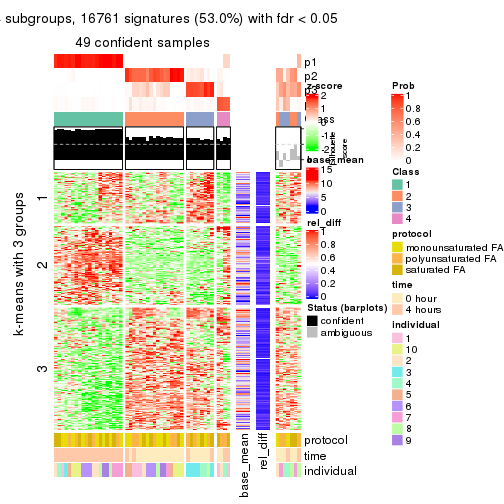 subgroups, 16761 signatures (53.0%) with fdr < 0.05
49 confident samples
p1
p2
p3
z-score
2
1
0
-1
-2
Silhouette
score
base_mean
15
10
5
0
rel_diff
1
0.8
0.6
0.4
0.2
0
Status (barplots)
confident
ambiguous
Prob
1
0.8
0.6
0.4
0.2
0
Class
1
2
3
4
protocol
monounsaturated FA
polyunsaturated FA
saturated FA
time
0 hour
4 hours
individual
1
10
2
3
4
5
6
7
8
9
k-means with 3 groups
1
2
3
protocol
time
individual
base_mean
rel_diff